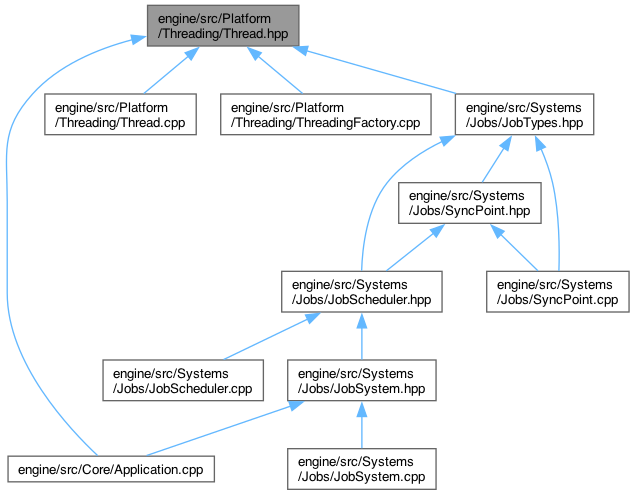 engine/src/Platform
/Threading/Thread.hpp
engine/src/Platform
/Threading/Thread.cpp
engine/src/Platform
/Threading/ThreadingFactory.cpp
engine/src/Systems
/Jobs/JobTypes.hpp
engine/src/Systems
/Jobs/SyncPoint.hpp
engine/src/Systems
/Jobs/JobScheduler.hpp
engine/src/Systems
/Jobs/SyncPoint.cpp
engine/src/Systems
/Jobs/JobScheduler.cpp
engine/src/Systems
/Jobs/JobSystem.hpp
engine/src/Core/Application.cpp
engine/src/Systems
/Jobs/JobSystem.cpp